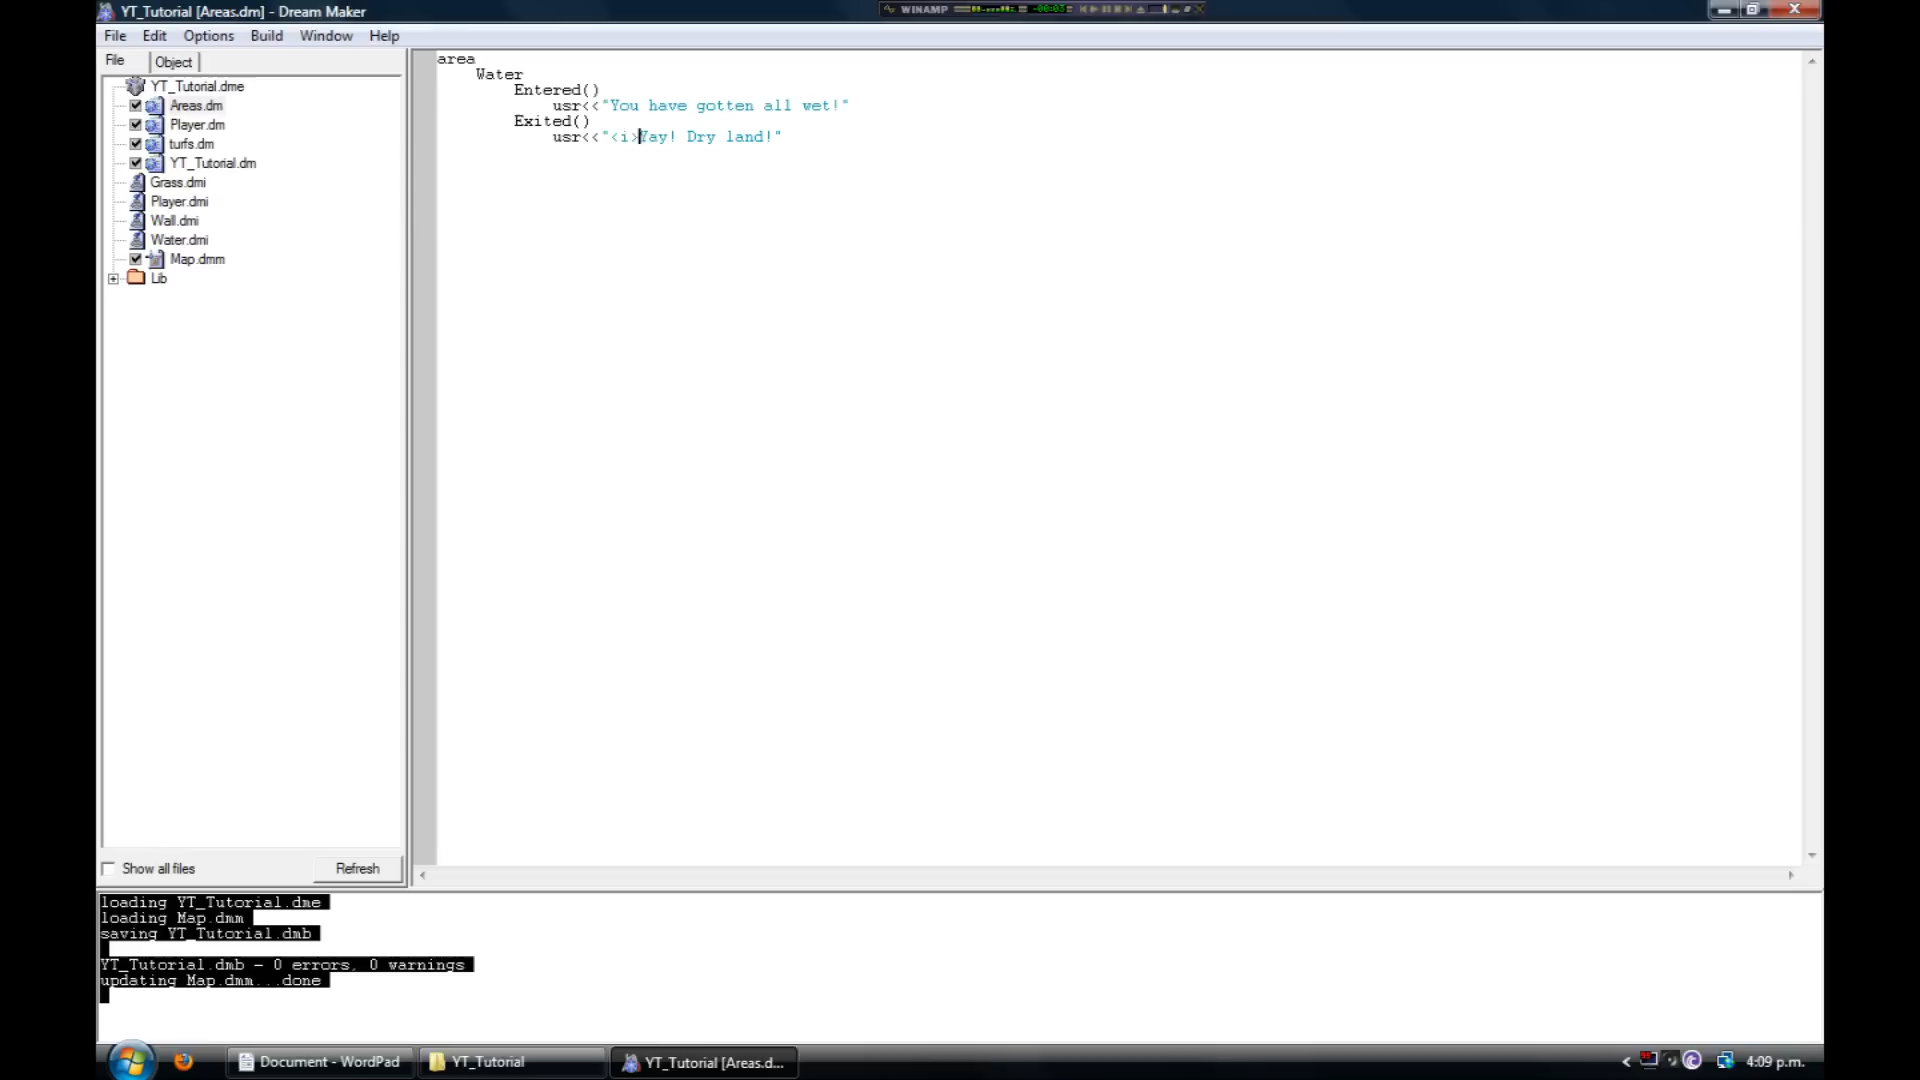 YT_Tutorial [Areas.dm] - Dream Maker
WINAMP
File Edit Options Build Window Help
File Object
YT_Tutorial.dme
Areas.dm
Player.dm
turfs.dm
YT_Tutorial.dm
Grass.dmi
Player.dmi
Wall.dmi
Water.dmi
Map.dmm
Lib
area
Water
Entered()
usr<<"You have gotten all wet!"
Exited()
usr<<"<i>Yay! Dry land!"
Show all files Refresh
loading YT_Tutorial.dme
loading Map.dmm
saving YT_Tutorial.dmb
YT_Tutorial.dmb - 0 errors, 0 warnings
updating Map.dmm...done
Document - WordPad YT_Tutorial YT_Tutorial [Areas.d... 4:09 p.m.